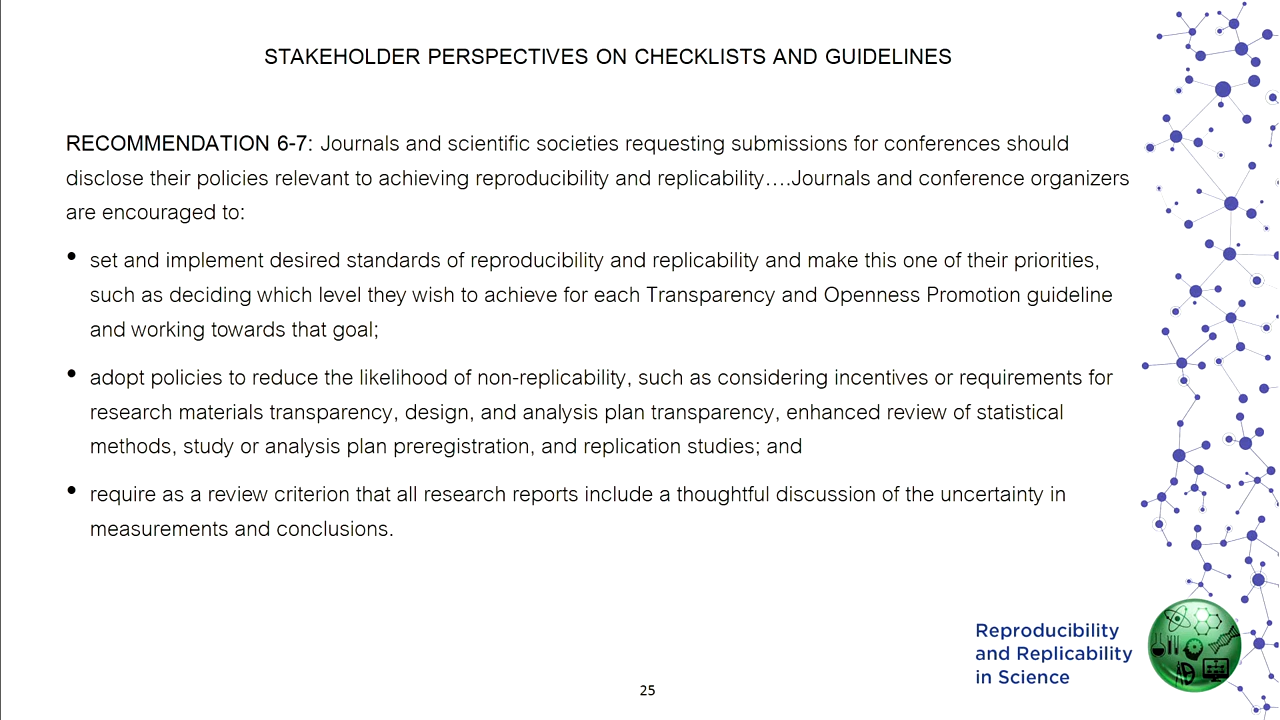 STAKEHOLDER PERSPECTIVES ON CHECKLISTS AND GUIDELINES
RECOMMENDATION 6-7: Journals and scientific societies requesting submissions for conferences should
disclose their policies relevant to achieving reproducibility and replicability….Journals and conference organizers
are encouraged to:
• set and implement desired standards of reproducibility and replicability and make this one of their priorities,
such as deciding which level they wish to achieve for each Transparency and Openness Promotion guideline
and working towards that goal;
• adopt policies to reduce the likelihood of non-replicability, such as considering incentives or requirements for
research materials transparency, design, and analysis plan transparency, enhanced review of statistical
methods, study or analysis plan preregistration, and replication studies; and
• require as a review criterion that all research reports include a thoughtful discussion of the uncertainty in
measurements and conclusions.
Reproducibility
and Replicability
in Science
25